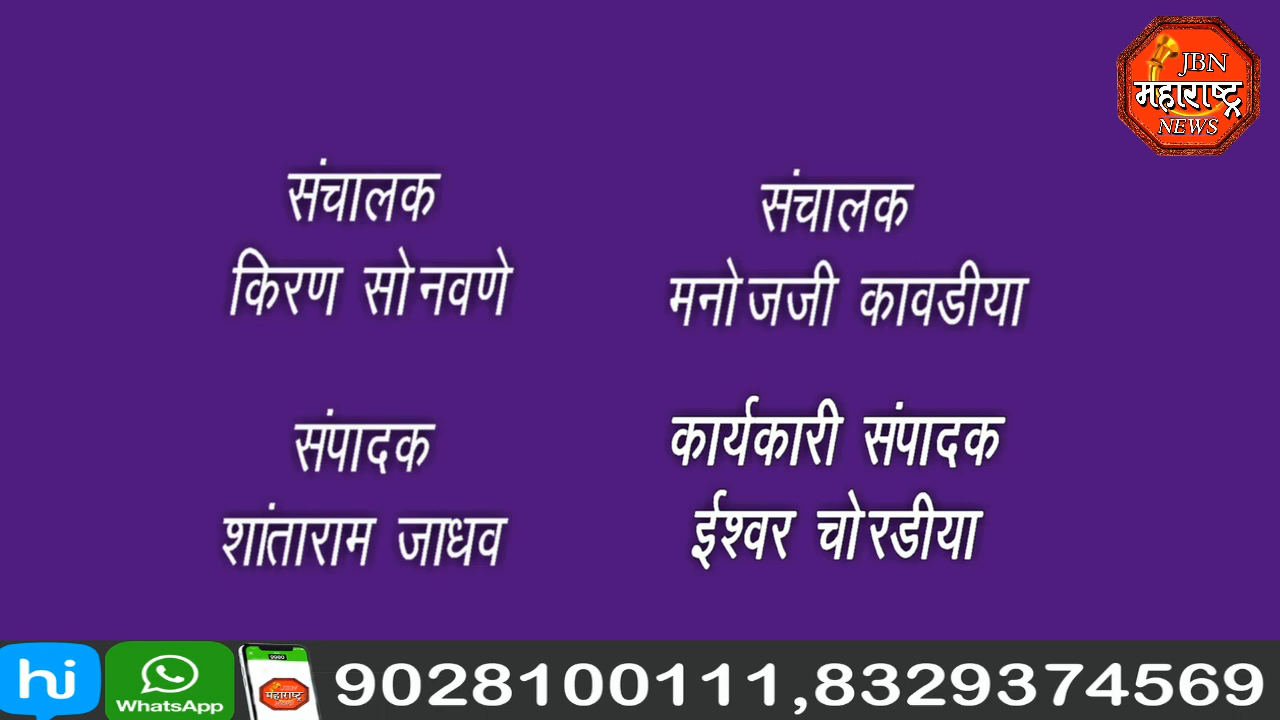 JBN
महाराष्ट्र
NEWS
संचालक
किरण सोनवणे
संचालक
मनोजजी कावडीया
संपादक
शांताराम जाधव
कार्यकारी संपादक
ईश्वर चोरडीया
hi
WhatsApp
महाराष्ट्र
9028100111,8329374569